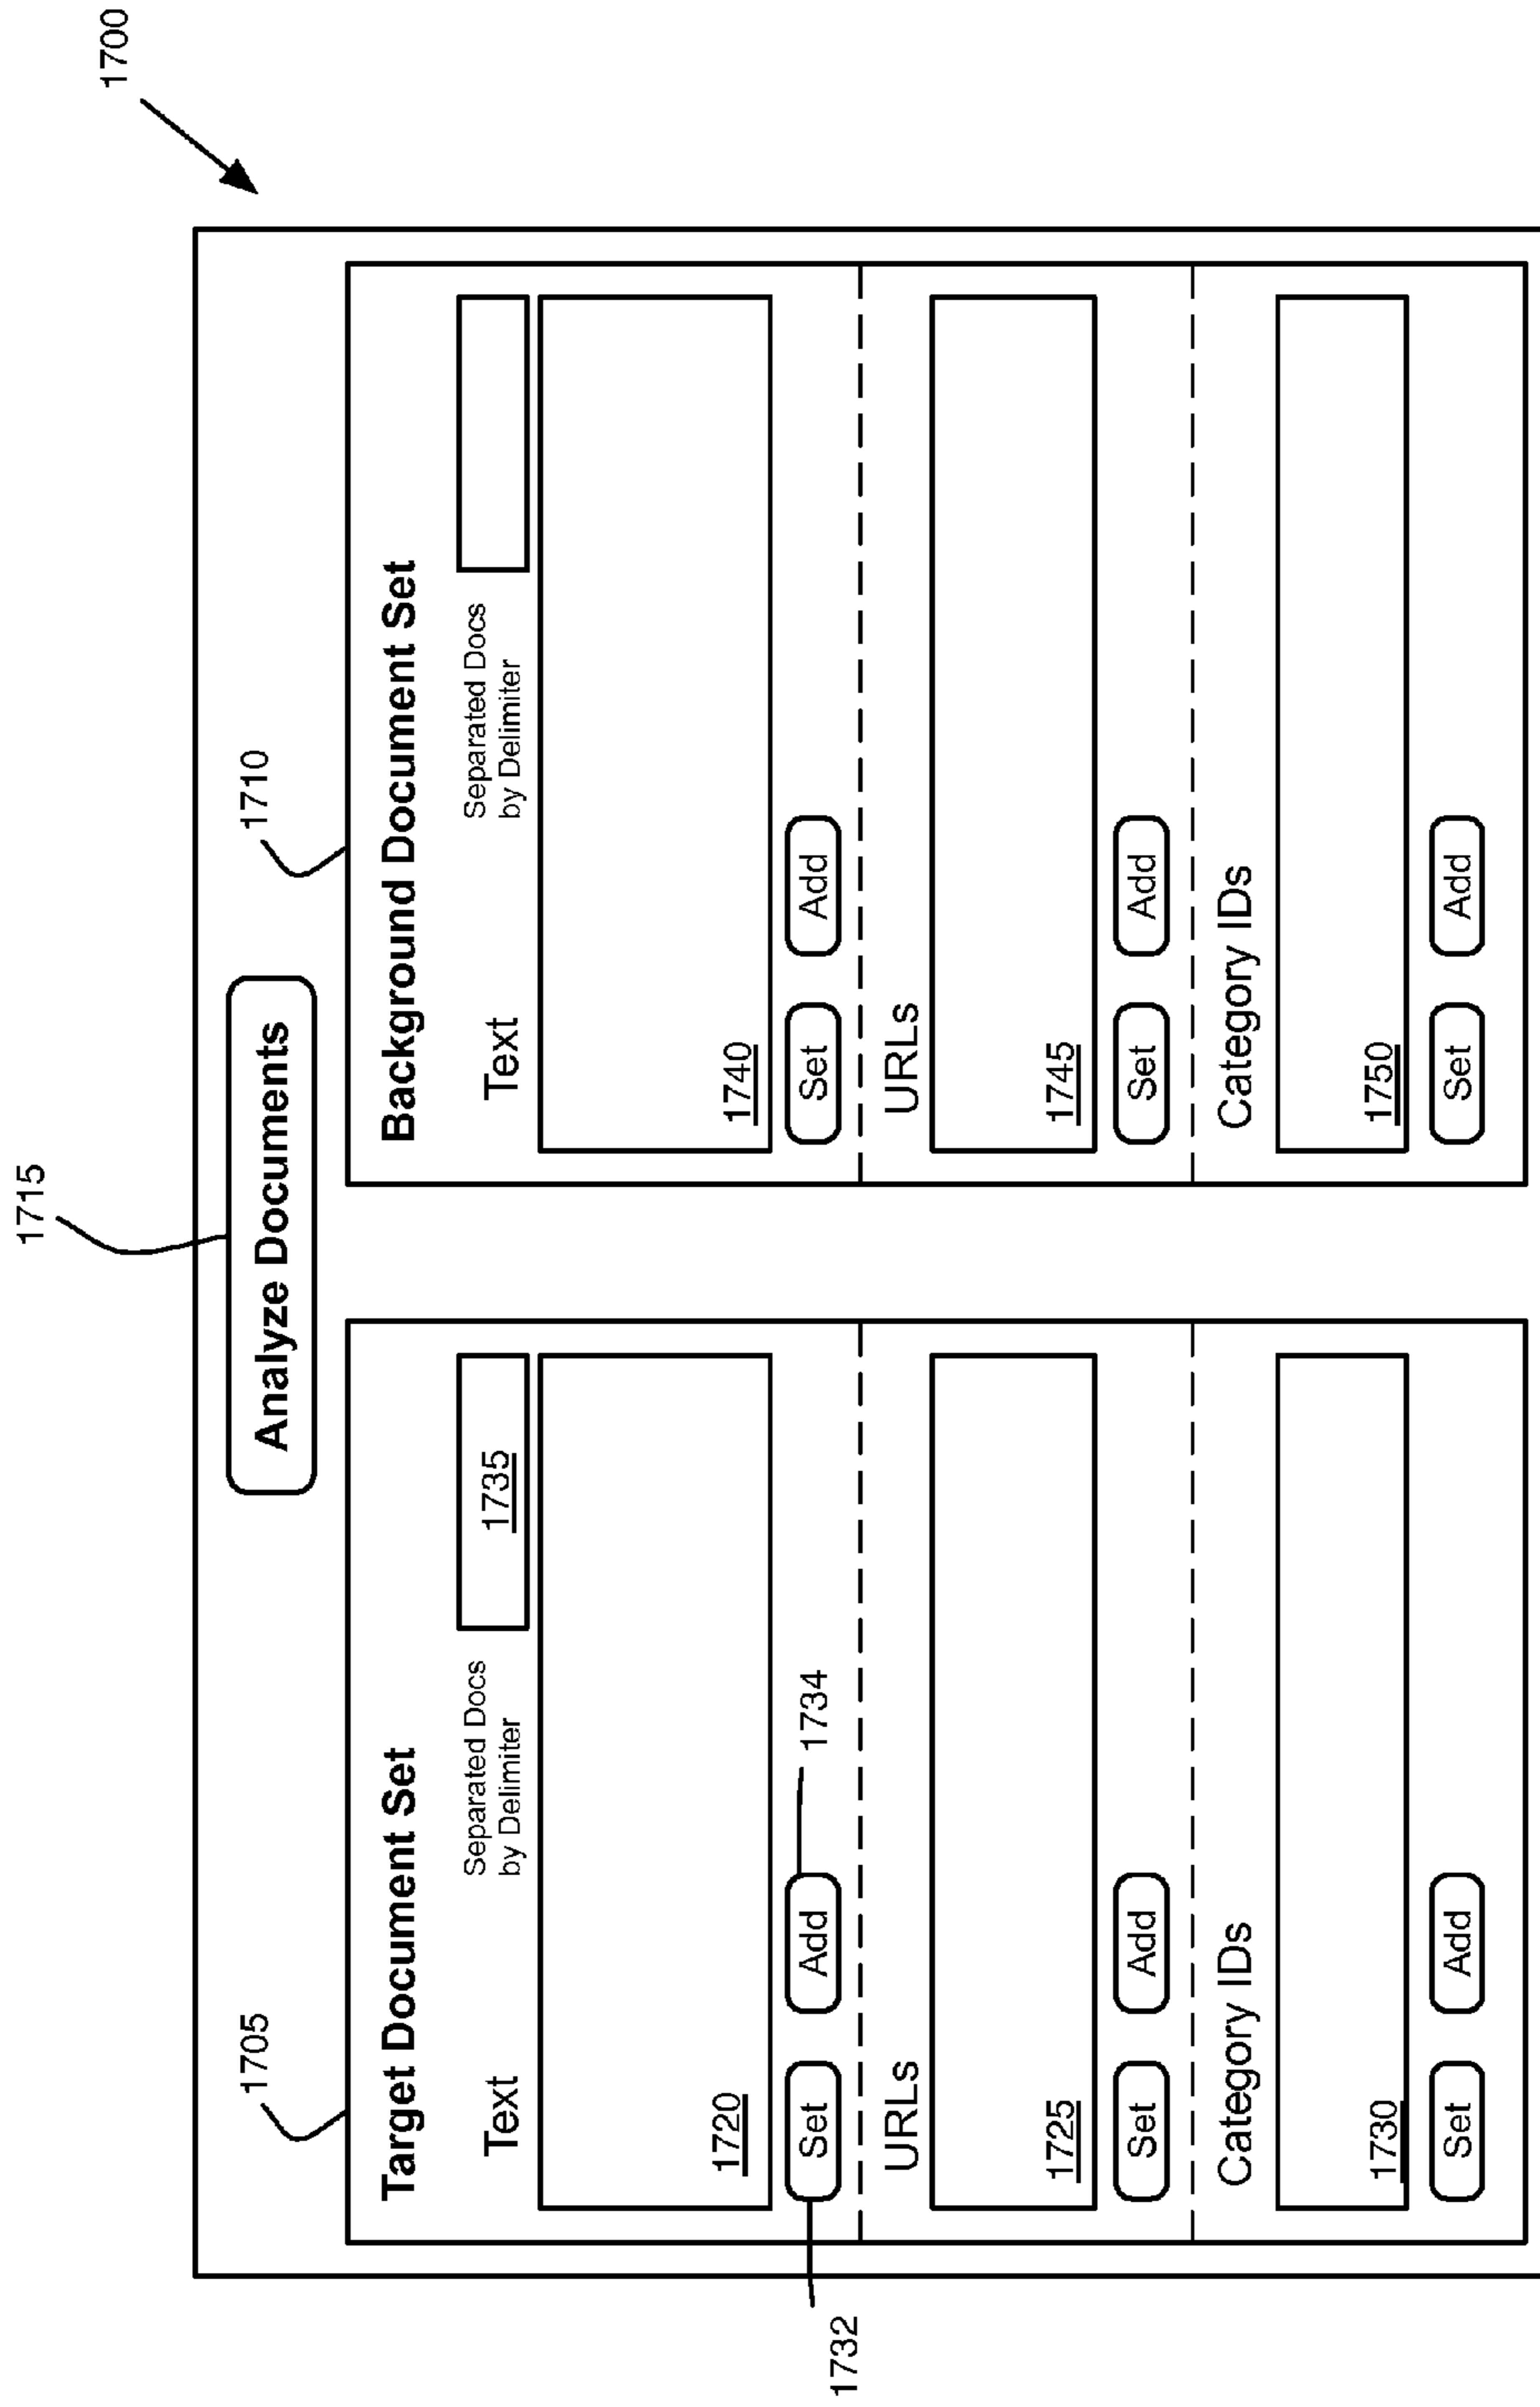 1700
1715
Analyze Documents
1705
1710
Target Document Set
Text
Separated Docs
by Delimiter
1735
1720
Set
Add
1732
1734
URLs
1725
Set
Add
Category IDs
1730
Set
Add
Background Document Set
Text
Separated Docs
by Delimiter
1740
Set
Add
URLs
1745
Set
Add
Category IDs
1750
Set
Add